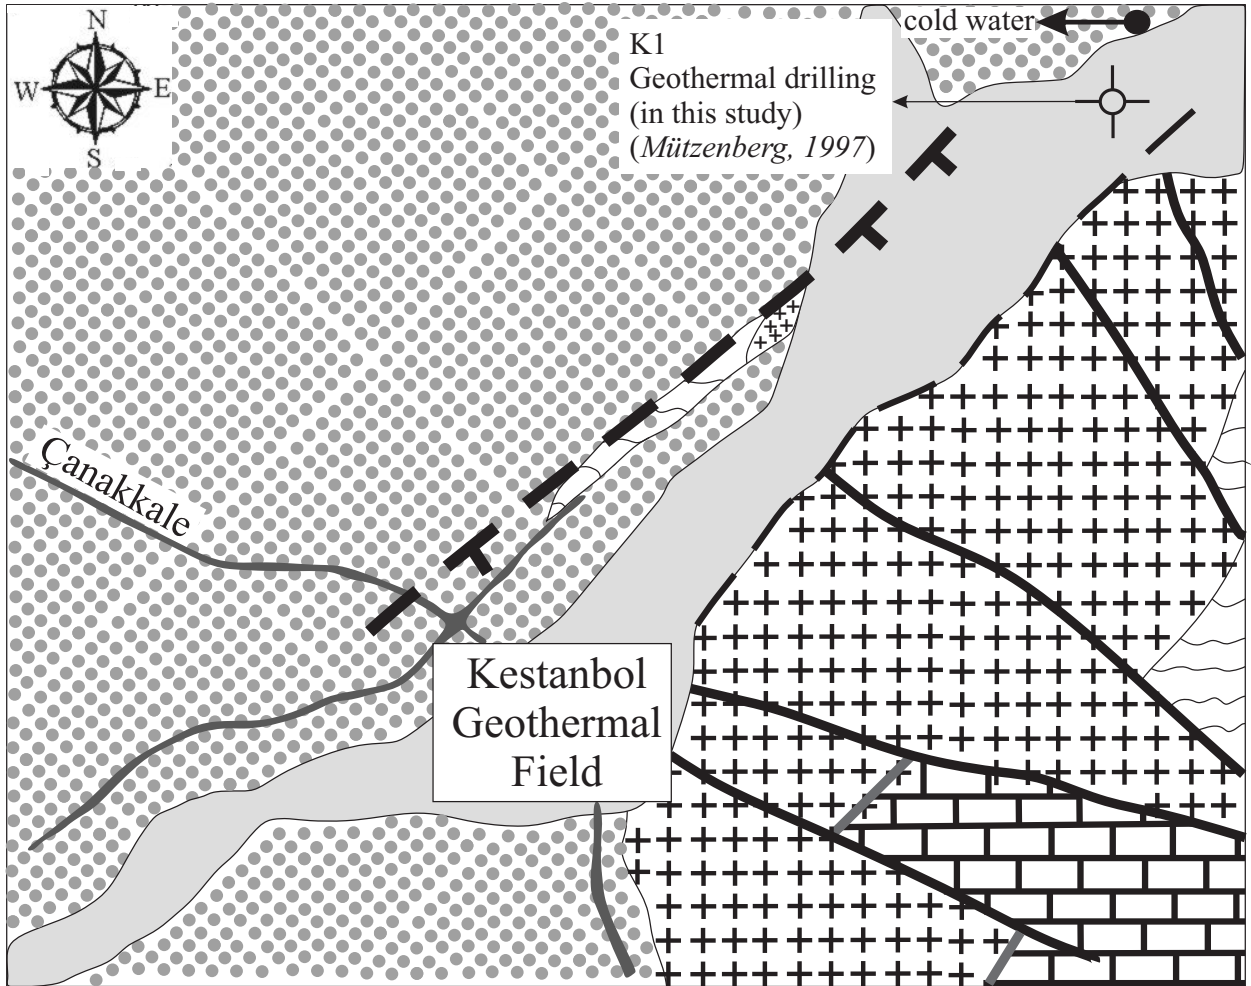 N
W
E
S
cold water
K1
Geothermal drilling
(in this study)
(Mützenberg, 1997)
Çanakkale
Kestanbol
Geothermal
Field